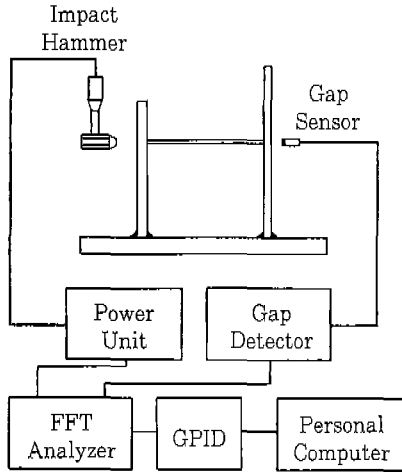 Impact
Hammer
Gap
Sensor
Power
Unit
Gap
Detector
FFT
Analyzer
GPID
Personal
Computer